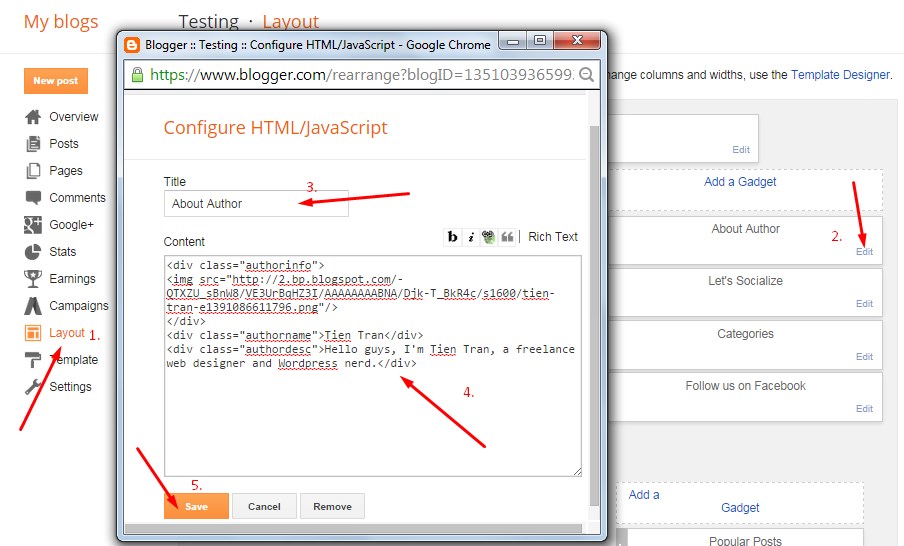 My blogs
Testing · Layout
Blogger :: Testing :: Configure HTML/JavaScript - Google Chrome
https://www.blogger.com/rearrange?blogID=135103936599
nge columns and widths, use the Template Designer.
New post
Overview
Posts
Pages
Comments
Google+
Stats
Earnings
Campaigns
Layout 1.
Template
Settings
Configure HTML/JavaScript
Title
3.
About Author
Content
b i Rich Text
<div class="authorinfo">
<img src="http://2.bp.blogspot.com/-
QTXZU_sBnW8/VE3UrBqHZ3I/AAAAAAAABNA/Djk-T_BkR4c/s1600/tien-
tran-e1391086611796.png"/>
</div>
<div class="authorname">Tien Tran</div>
<div class="authordesc">Hello guys, I'm Tien Tran, a freelance
web designer and Wordpress nerd.</div>
4.
5.
Save
Cancel
Remove
Edit
Add a Gadget
About Author
2.
Edit
Let's Socialize
Edit
Categories
Edit
Follow us on Facebook
Edit
Add a
Gadget
Popular Posts